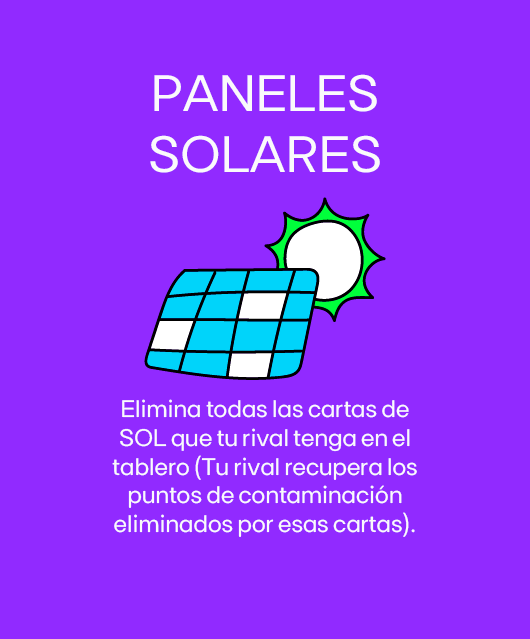 PANELES
SOLARES
Elimina todas las cartas de
SOL que tu rival tenga en el
tablero (Tu rival recupera los
puntos de contaminación
eliminados por esas cartas).